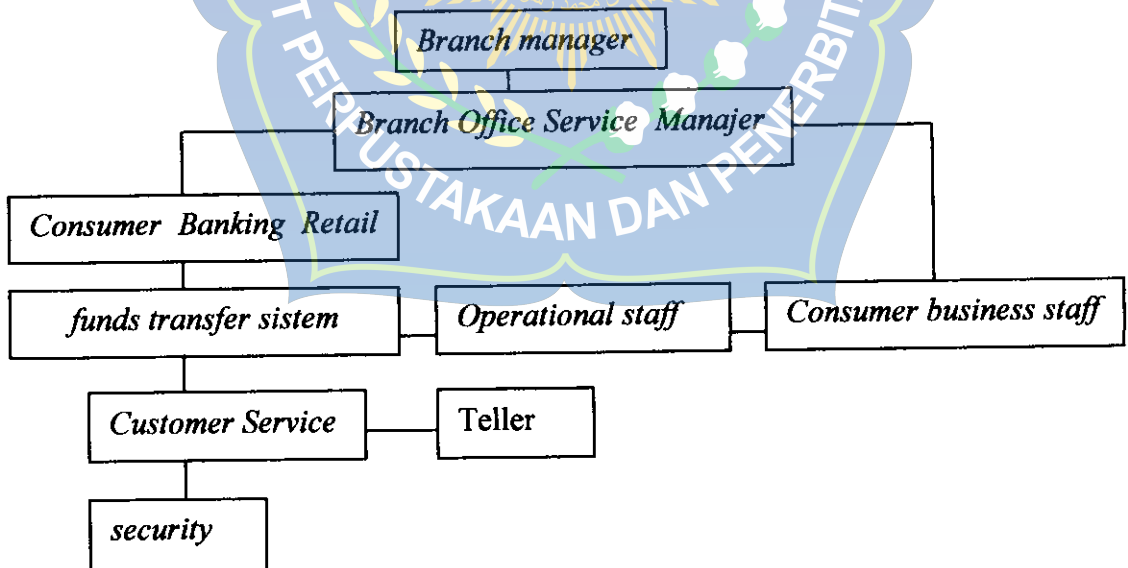 Branch manager
Branch Office Service Manajer
Consumer Banking Retail
funds transfer sistem
Operational staff
Consumer business staff
Customer Service
Teller
security
PERPUSTAKAAN DAN PENERBIT